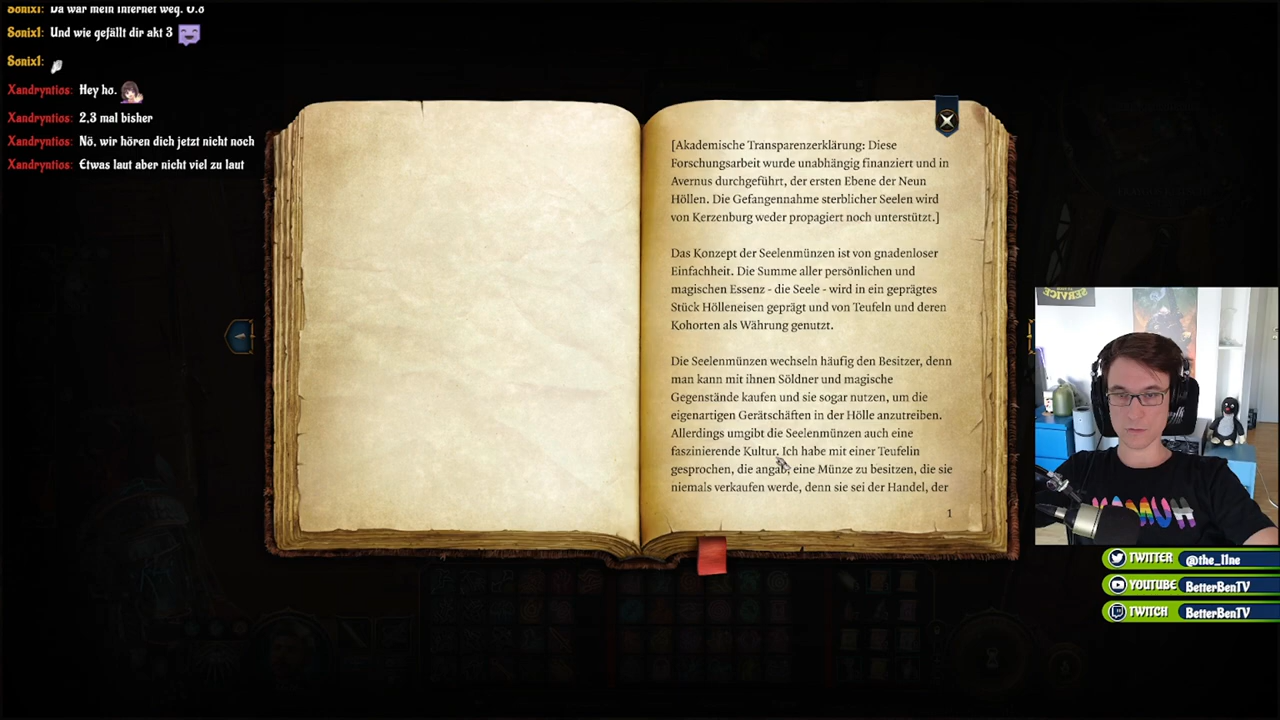 Sonix1: Da war mein Internet weg. O.o
Sonix1: Und wie gefällt dir akt 3
Sonix1:
Xandryntios: Hey ho.
Xandryntios: 2,3 mal bisher
Xandryntios: Nö, wir hören dich jetzt nicht noch
Xandryntios: Etwas laut aber nicht viel zu laut
[Akademische Transparenzerklärung: Diese
Forschungsarbeit wurde unabhängig finanziert und in
Avernus durchgeführt, der ersten Ebene der Neun
Höllen. Die Gefangennahme sterblicher Seelen wird
von Kerzenburg weder propagiert noch unterstützt.]
Das Konzept der Seelenmünzen ist von gnadenloser
Einfachheit. Die Summe aller persönlichen und
magischen Essenz - die Seele - wird in ein geprägtes
Stück Hölleneisen geprägt und von Teufeln und deren
Kohorten als Währung genutzt.
Die Seelenmünzen wechseln häufig den Besitzer, denn
man kann mit ihnen Söldner und magische
Gegenstände kaufen und sie sogar nutzen, um die
eigenartigen Gerätschäften in der Hölle anzutreiben.
Allerdings umgibt die Seelenmünzen auch eine
faszinierende Kultur. Ich habe mit einer Teufelin
gesprochen, die angab, eine Münze zu besitzen, die sie
niemals verkaufen werde, denn sie sei der Handel, der
1
SERVICE
TWITTER @the_11ne
YOUTUBE BetterBenTV
TWITCH BetterBenTV